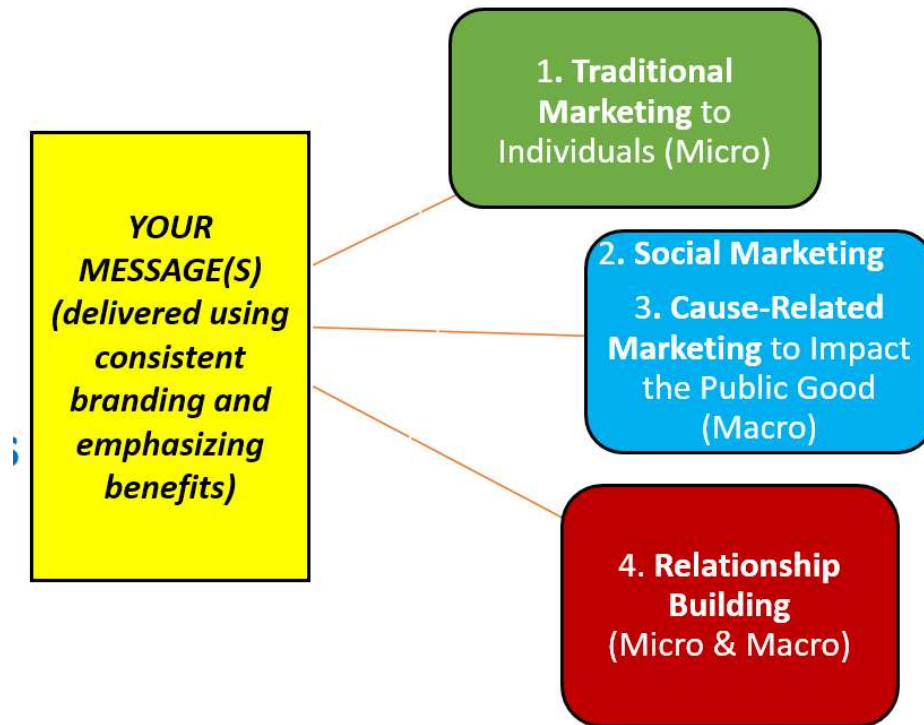 YOUR
MESSAGE(S)
(delivered using
consistent
branding and
emphasizing
benefits)
1. Traditional
Marketing to
Individuals (Micro)
2. Social Marketing
3. Cause-Related
Marketing to Impact
the Public Good
(Macro)
4. Relationship
Building
(Micro & Macro)